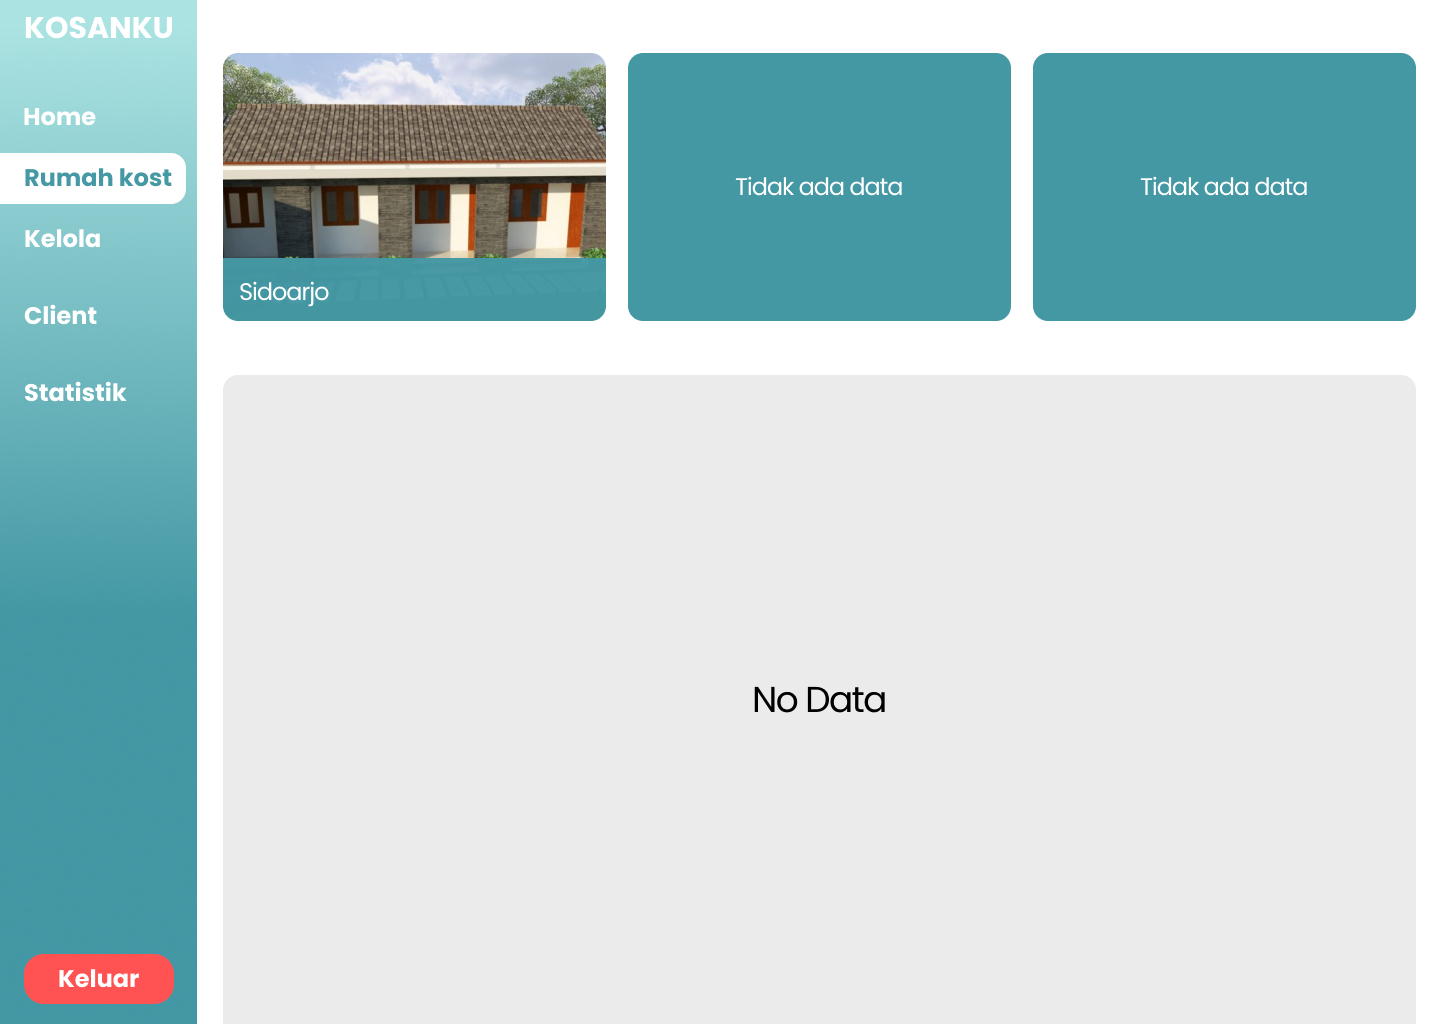 KOSANKU
Home
Rumah kost
Kelola
Client
Statistik
Keluar
Sidoarjo
Tidak ada data
Tidak ada data
No Data